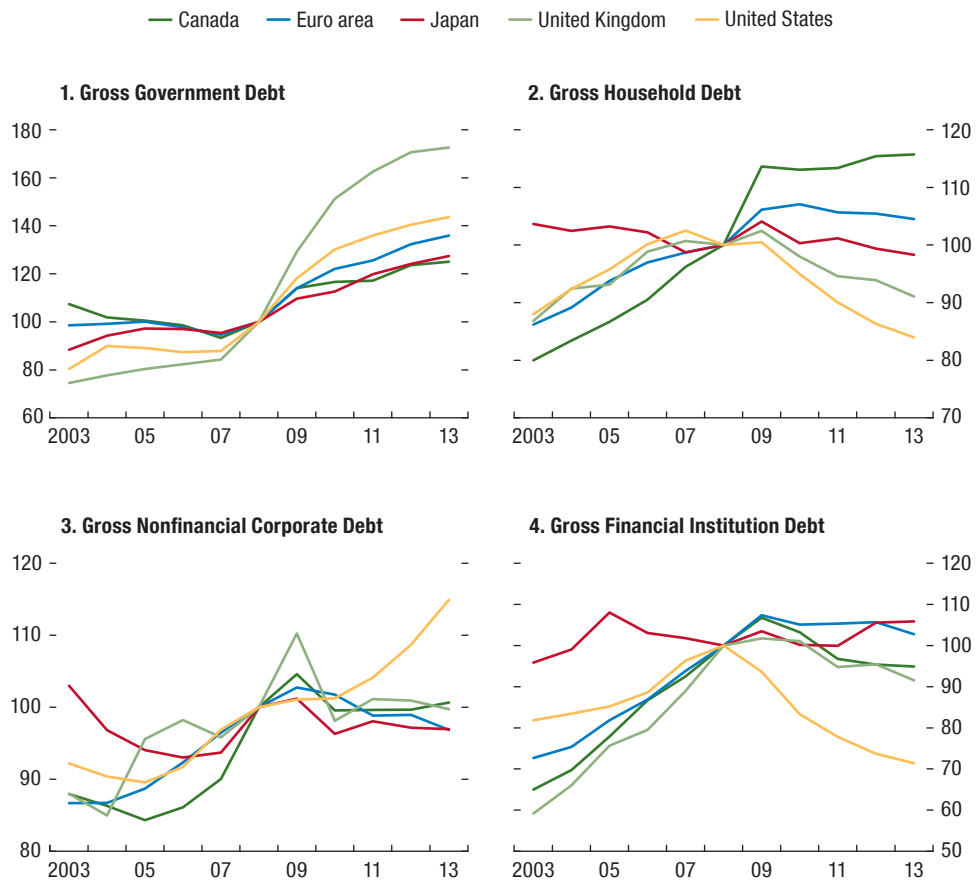 Canada Euro area Japan United Kingdom United States
1. Gross Government Debt
180
160
140
120
100
80
60
2003 05 07 09 11 13
2. Gross Household Debt
120
110
100
90
80
70
2003 05 07 09 11 13
3. Gross Nonfinancial Corporate Debt
120
110
100
90
80
2003 05 07 09 11 13
4. Gross Financial Institution Debt
120
110
100
90
80
70
60
50
2003 05 07 09 11 13